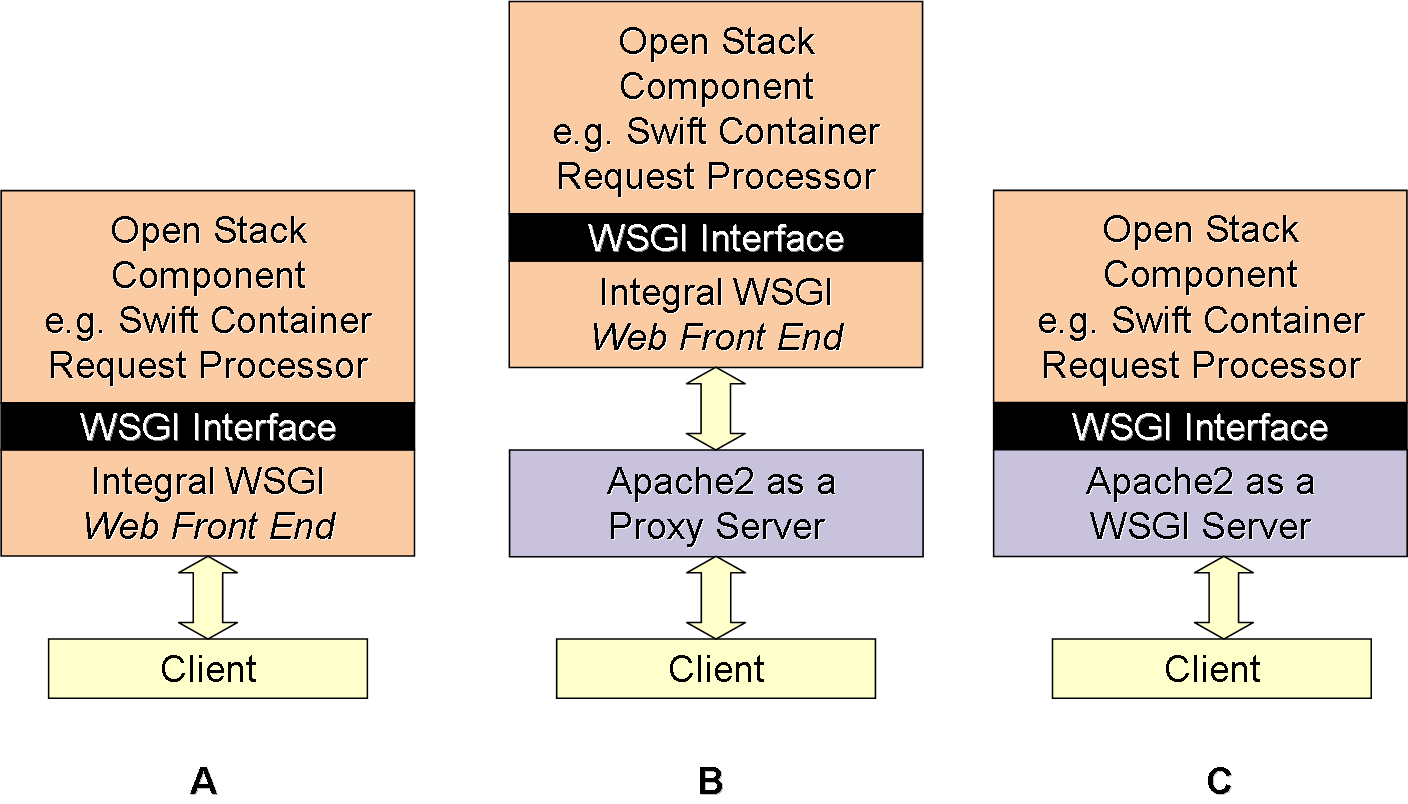 Open Stack
Component
e.g. Swift Container
Request Processor
WSGI Interface
Integral WSGI
Web Front End
Client
A
Open Stack
Component
e.g. Swift Container
Request Processor
WSGI Interface
Integral WSGI
Web Front End
Apache2 as a
Proxy Server
Client
B
Open Stack
Component
e.g. Swift Container
Request Processor
WSGI Interface
Apache2 as a
WSGI Server
Client
C